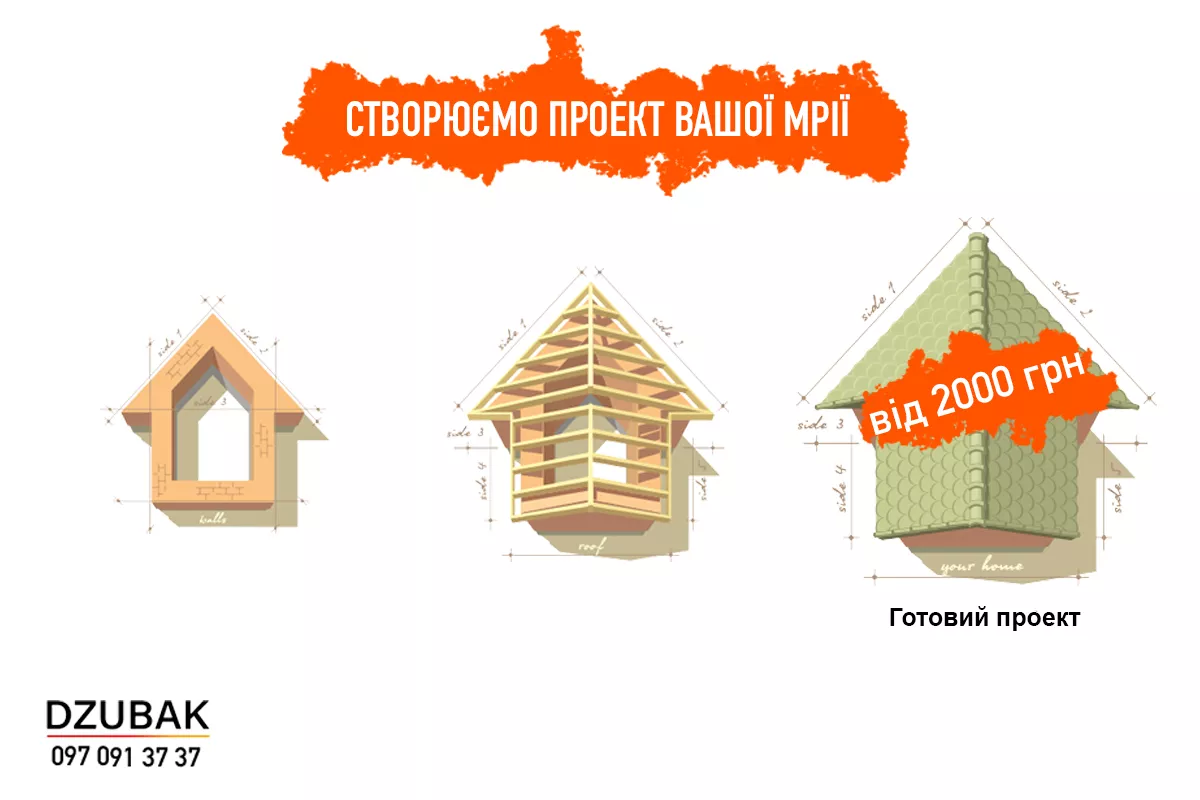 СТВОРЮЄМО ПРОЕКТ ВАШОЇ МРІЇ
side 1
side 2
side 3
walls
side 1
side 2
side 3
side 4
side 5
roof
side 1
side 2
side 3
side 4
side 5
your home
від 2000 грн
Готовий проект
DZUBAK
097 091 37 37